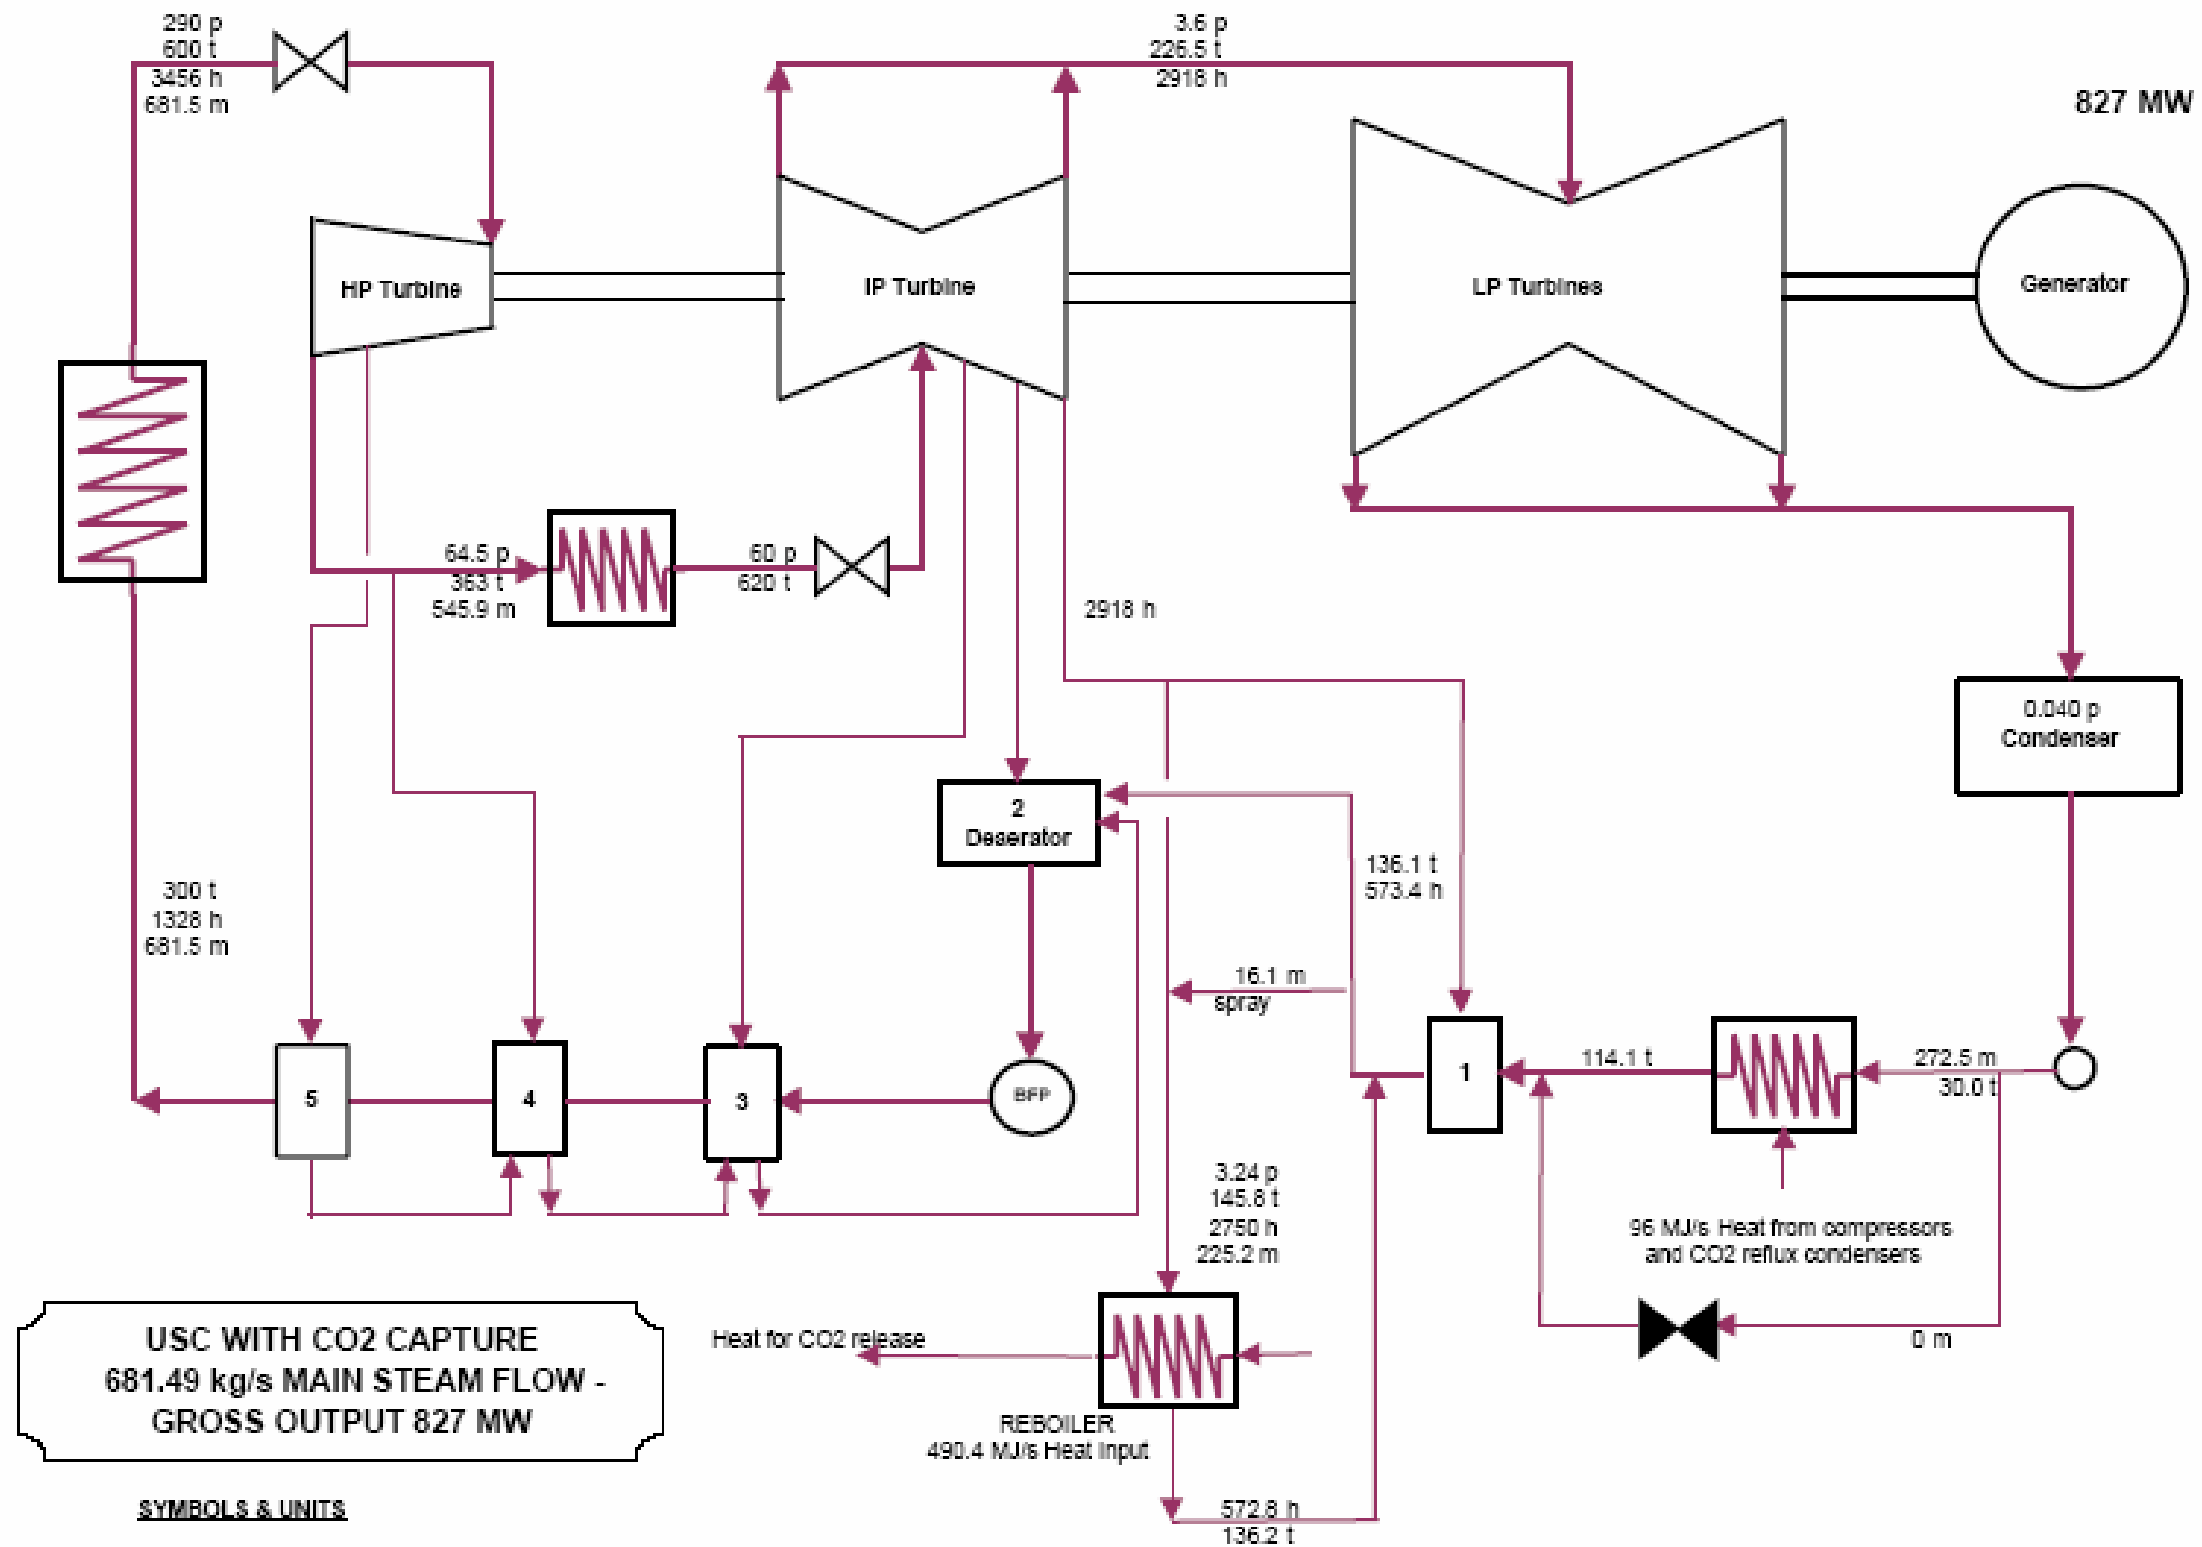 290 p
600 t
3456 h
681.5 m
3.6 p
226.5 t
2918 h
827 MW
HP Turbine
IP Turbine
LP Turbines
Generator
64.5 p
363 t
545.9 m
60 p
620 t
2918 h
0.040 p
Condenser
2
Deaerator
136.1 t
573.4 h
300 t
1328 h
681.5 m
16.1 m
spray
5
4
3
BFP
1
114.1 t
272.5 m
30.0 t
3.24 p
145.8 t
2750 h
225.2 m
96 MJ/s Heat from compressors
and CO2 reflux condensers
0 m
Heat for CO2 release
REBOILER
490.4 MJ/s Heat Input
572.8 h
136.2 t
USC WITH CO2 CAPTURE
681.49 kg/s MAIN STEAM FLOW -
GROSS OUTPUT 827 MW
SYMBOLS & UNITS